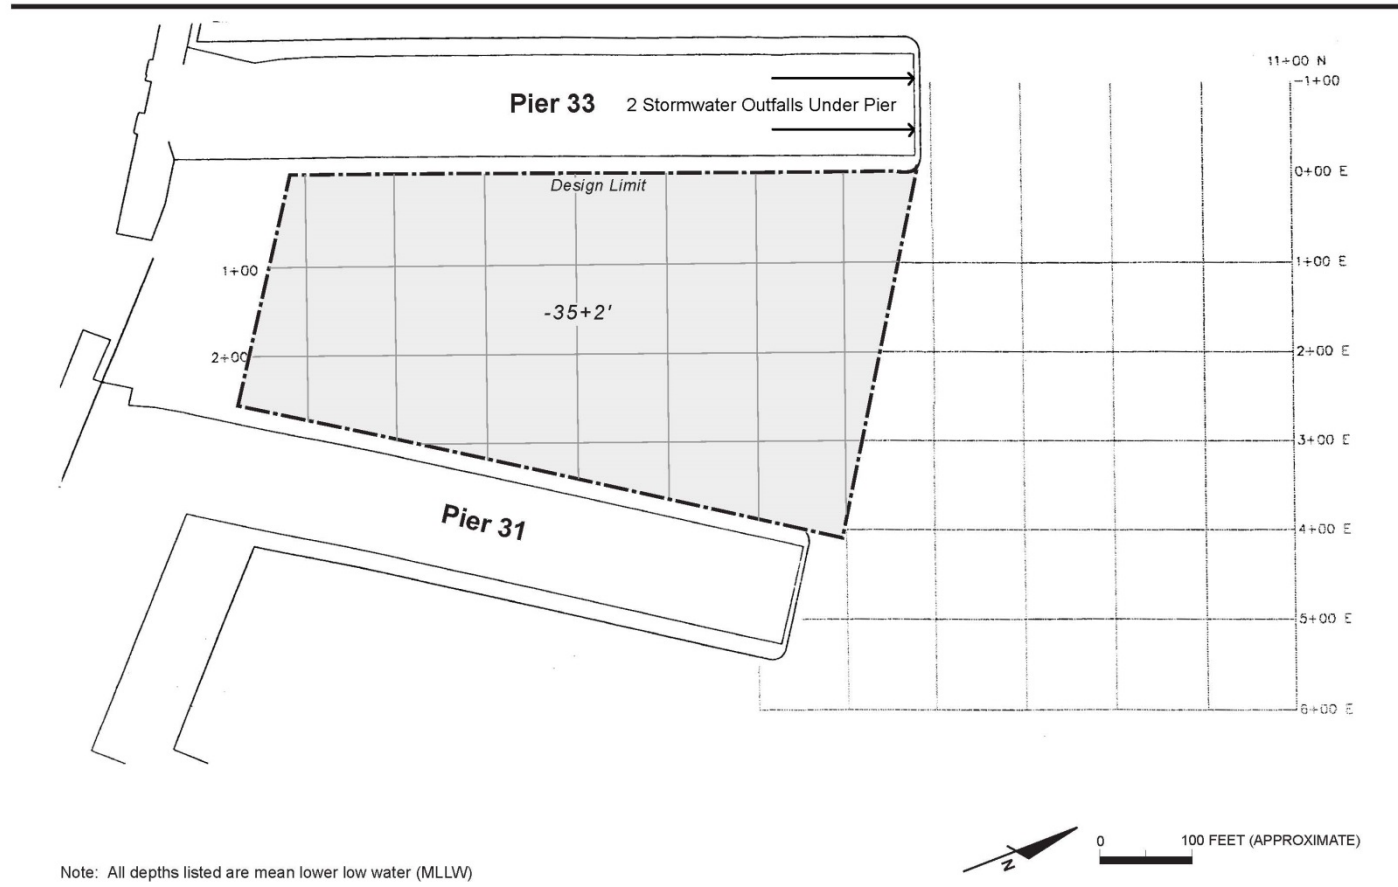 11+00 N
-1+00
Pier 33
2 Stormwater Outfalls Under Pier
0+00 E
Design Limit
1+00
1+00 E
-35+2'
2+00
2+00 E
3+00 E
Pier 31
4+00 E
5+00 E
6+00 E
N
0
100 FEET (APPROXIMATE)
Note: All depths listed are mean lower low water (MLLW)